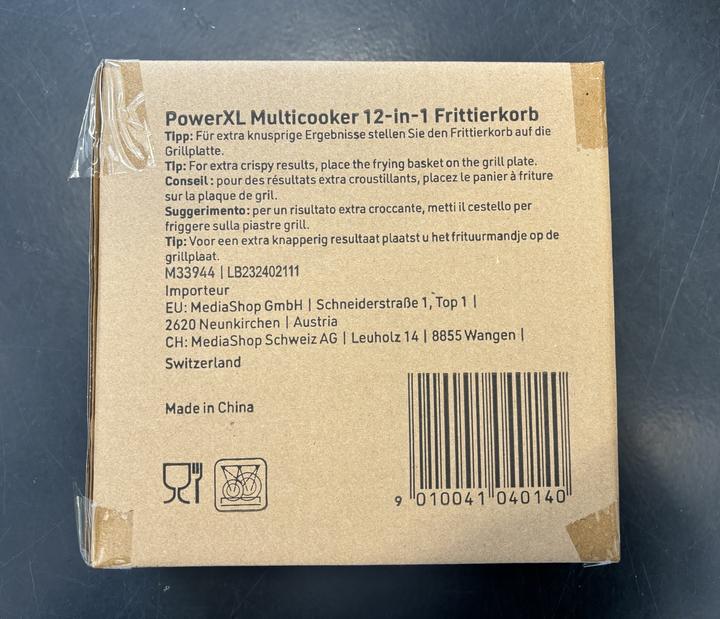 PowerXL Multicooker 12-in-1 Frittierkorb
Tipp: Für extra knusprige Ergebnisse stellen Sie den Frittierkorb auf die
Grillplatte.
Tip: For extra crispy results, place the frying basket on the grill plate.
Conseil : pour des résultats extra croustillants, placez le panier à friture
sur la plaque de gril.
Suggerimento: per un risultato extra croccante, metti il cestello per
friggere sulla piastre grill.
Tip: Voor een extra knapperig resultaat plaatst u het frituurmandje op de
grillplaat.
M33944 | LB232402111
Importeur
EU: MediaShop GmbH | Schneiderstraße 1, Top 1 |
2620 Neunkirchen | Austria
CH: MediaShop Schweiz AG | Leuholz 14 | 8855 Wangen |
Switzerland
Made in China
9 010041 040140